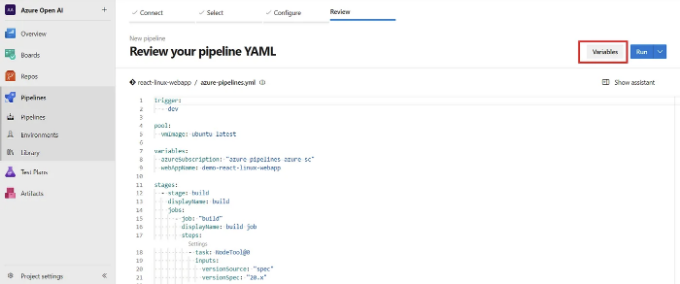 Azure Open AI +
Connect
Select
Configure
Review
Overview
Boards
Repos
Pipelines
Pipelines
Environments
Library
Test Plans
Artifacts
Project settings
New pipeline
Review your pipeline YAML
Variables
Run
react-linux-webapp / azure-pipelines.yml
Show assistant
1 trigger:
2 - dev
3
4 pool:
5 vmImage: ubuntu latest
6
7 variables:
8 azureSubscription: "azure pipelines azure sc"
9 webAppName: demo-react-linux-webapp
10
11 stages:
12 - stage: build
13 displayName: build
14 jobs:
15 - job: "build"
16 displayName: build job
17 steps:
Settings
18 - task: NodeTool@0
19 inputs:
20 versionSource: "spec"
21 versionSpec: "20.x"